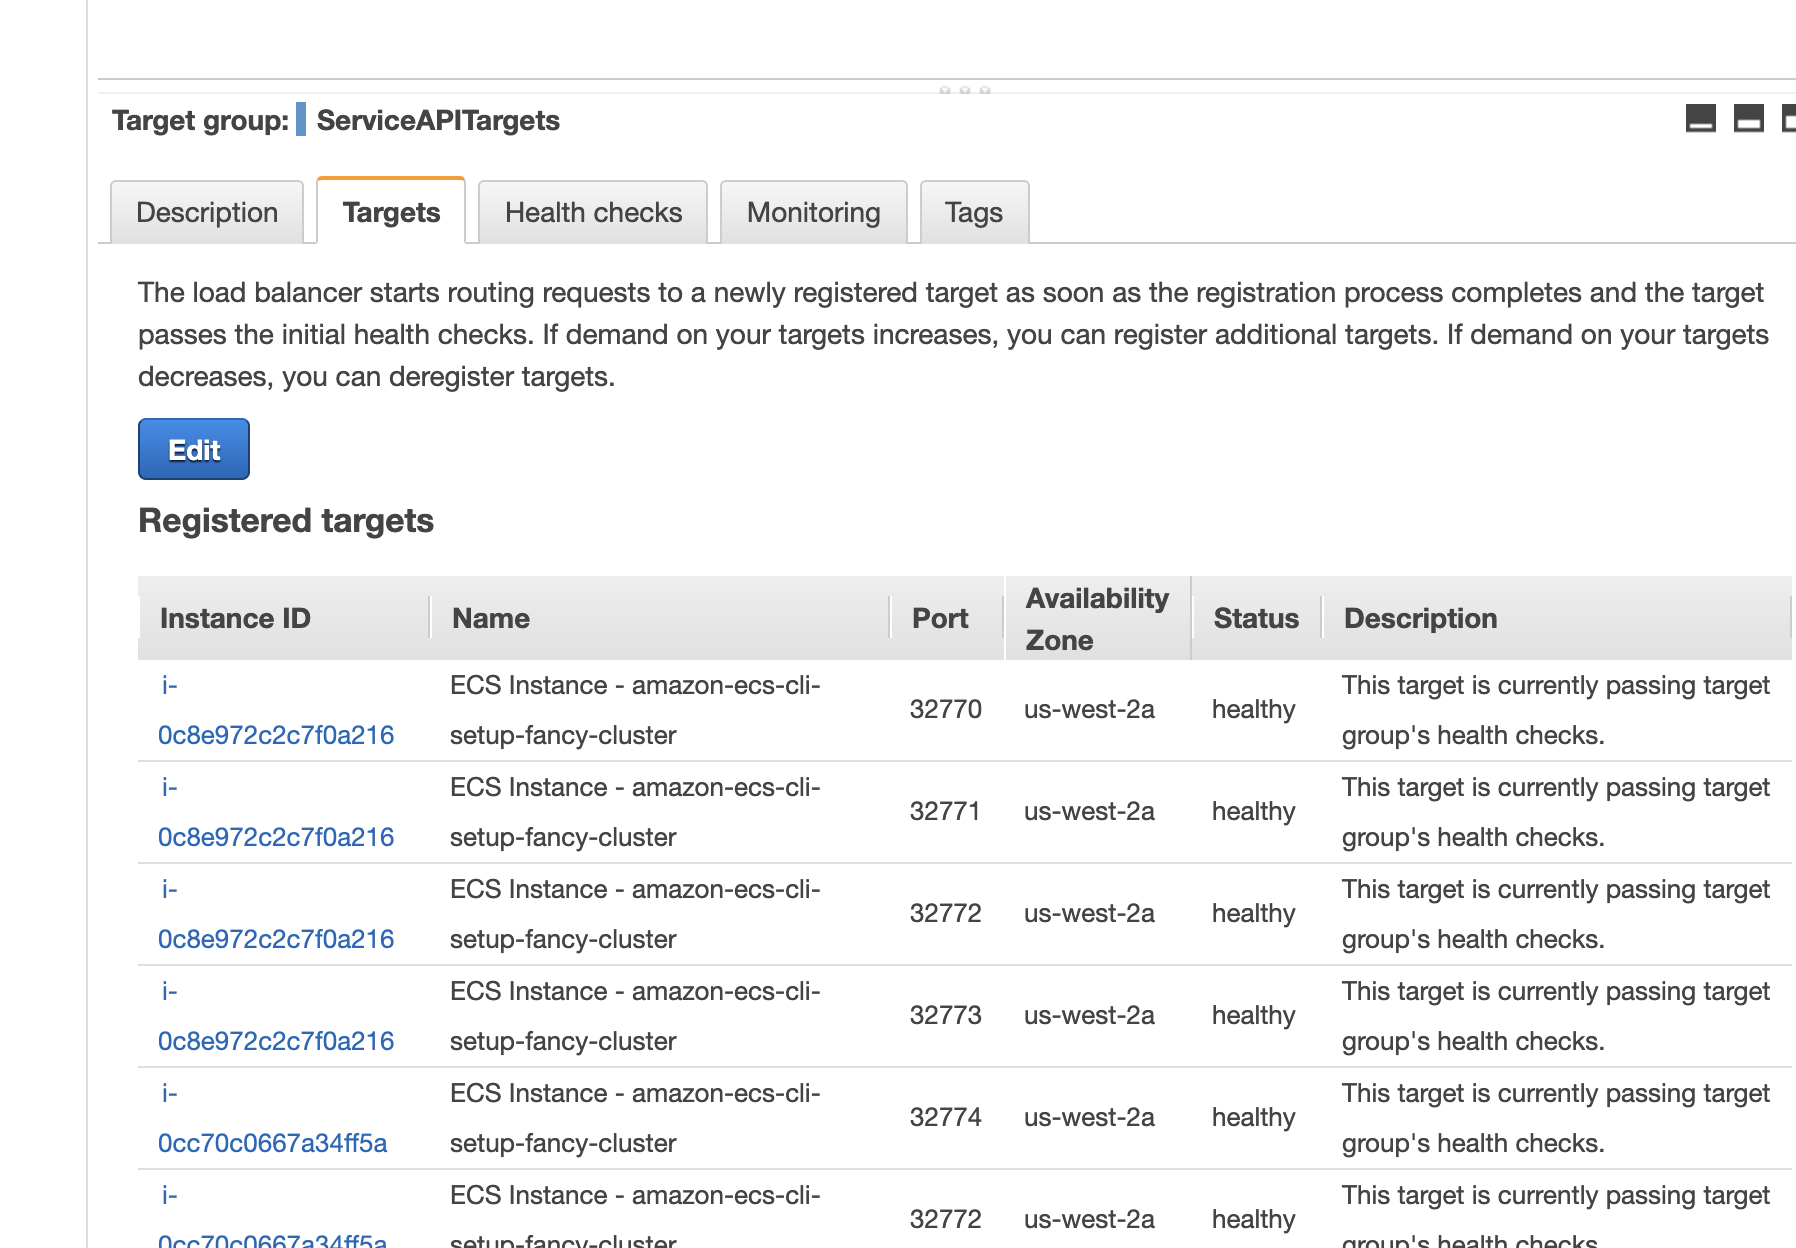 Target group: ServiceAPITargets
Description Targets Health checks Monitoring Tags
The load balancer starts routing requests to a newly registered target as soon as the registration process completes and the target
passes the initial health checks. If demand on your targets increases, you can register additional targets. If demand on your targets
decreases, you can deregister targets.
Edit
Registered targets
Instance ID Name Port Availability Zone Status Description
i-
0c8e972c2c7f0a216
ECS Instance - amazon-ecs-cli-
setup-fancy-cluster
32770
us-west-2a
healthy
This target is currently passing target
group's health checks.
i-
0c8e972c2c7f0a216
ECS Instance - amazon-ecs-cli-
setup-fancy-cluster
32771
us-west-2a
healthy
This target is currently passing target
group's health checks.
i-
0c8e972c2c7f0a216
ECS Instance - amazon-ecs-cli-
setup-fancy-cluster
32772
us-west-2a
healthy
This target is currently passing target
group's health checks.
i-
0c8e972c2c7f0a216
ECS Instance - amazon-ecs-cli-
setup-fancy-cluster
32773
us-west-2a
healthy
This target is currently passing target
group's health checks.
i-
0cc70c0667a34ff5a
ECS Instance - amazon-ecs-cli-
setup-fancy-cluster
32774
us-west-2a
healthy
This target is currently passing target
group's health checks.
i-
0cc70c0667a34ff5a
ECS Instance - amazon-ecs-cli-
setup-fancy-cluster
32772
us-west-2a
healthy
This target is currently passing target
group's health checks.